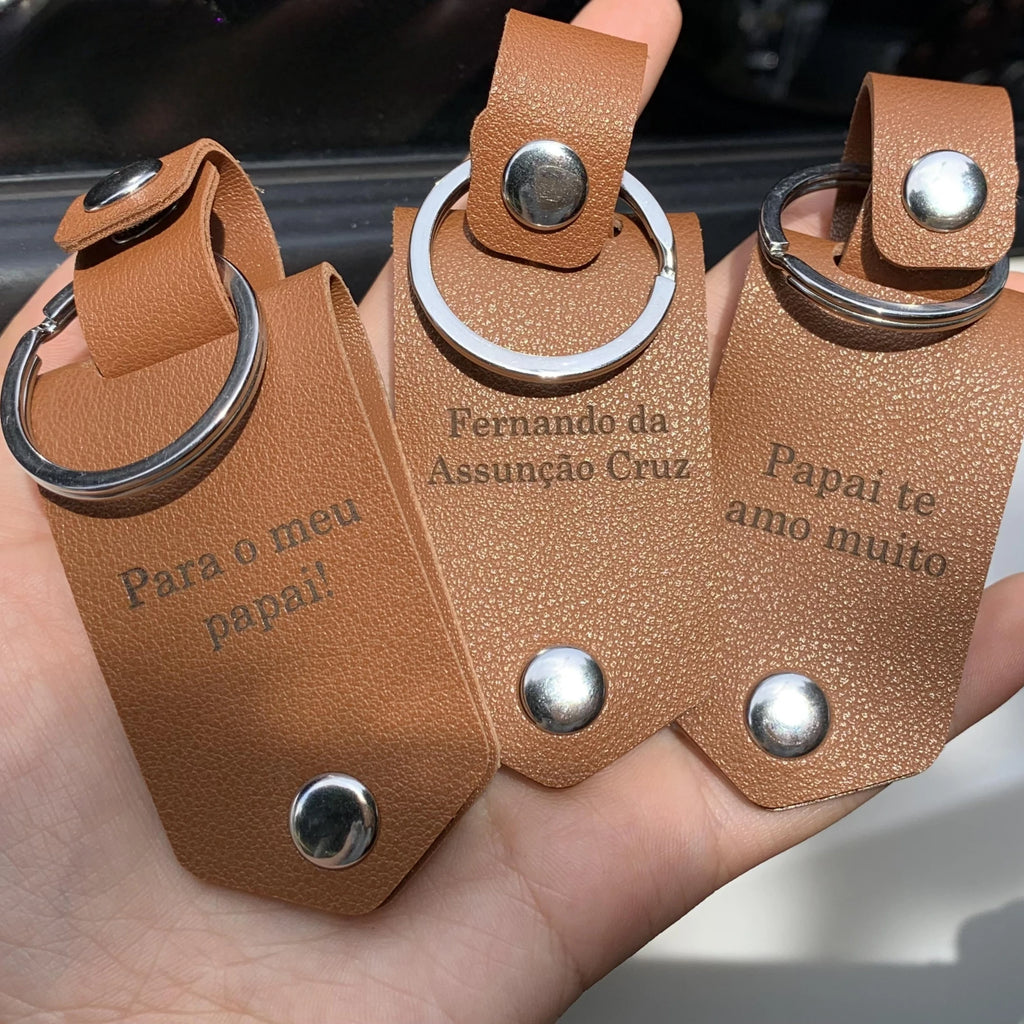 Para o meu
papai!
Fernando da
Assunção Cruz
Papai te
amo muito